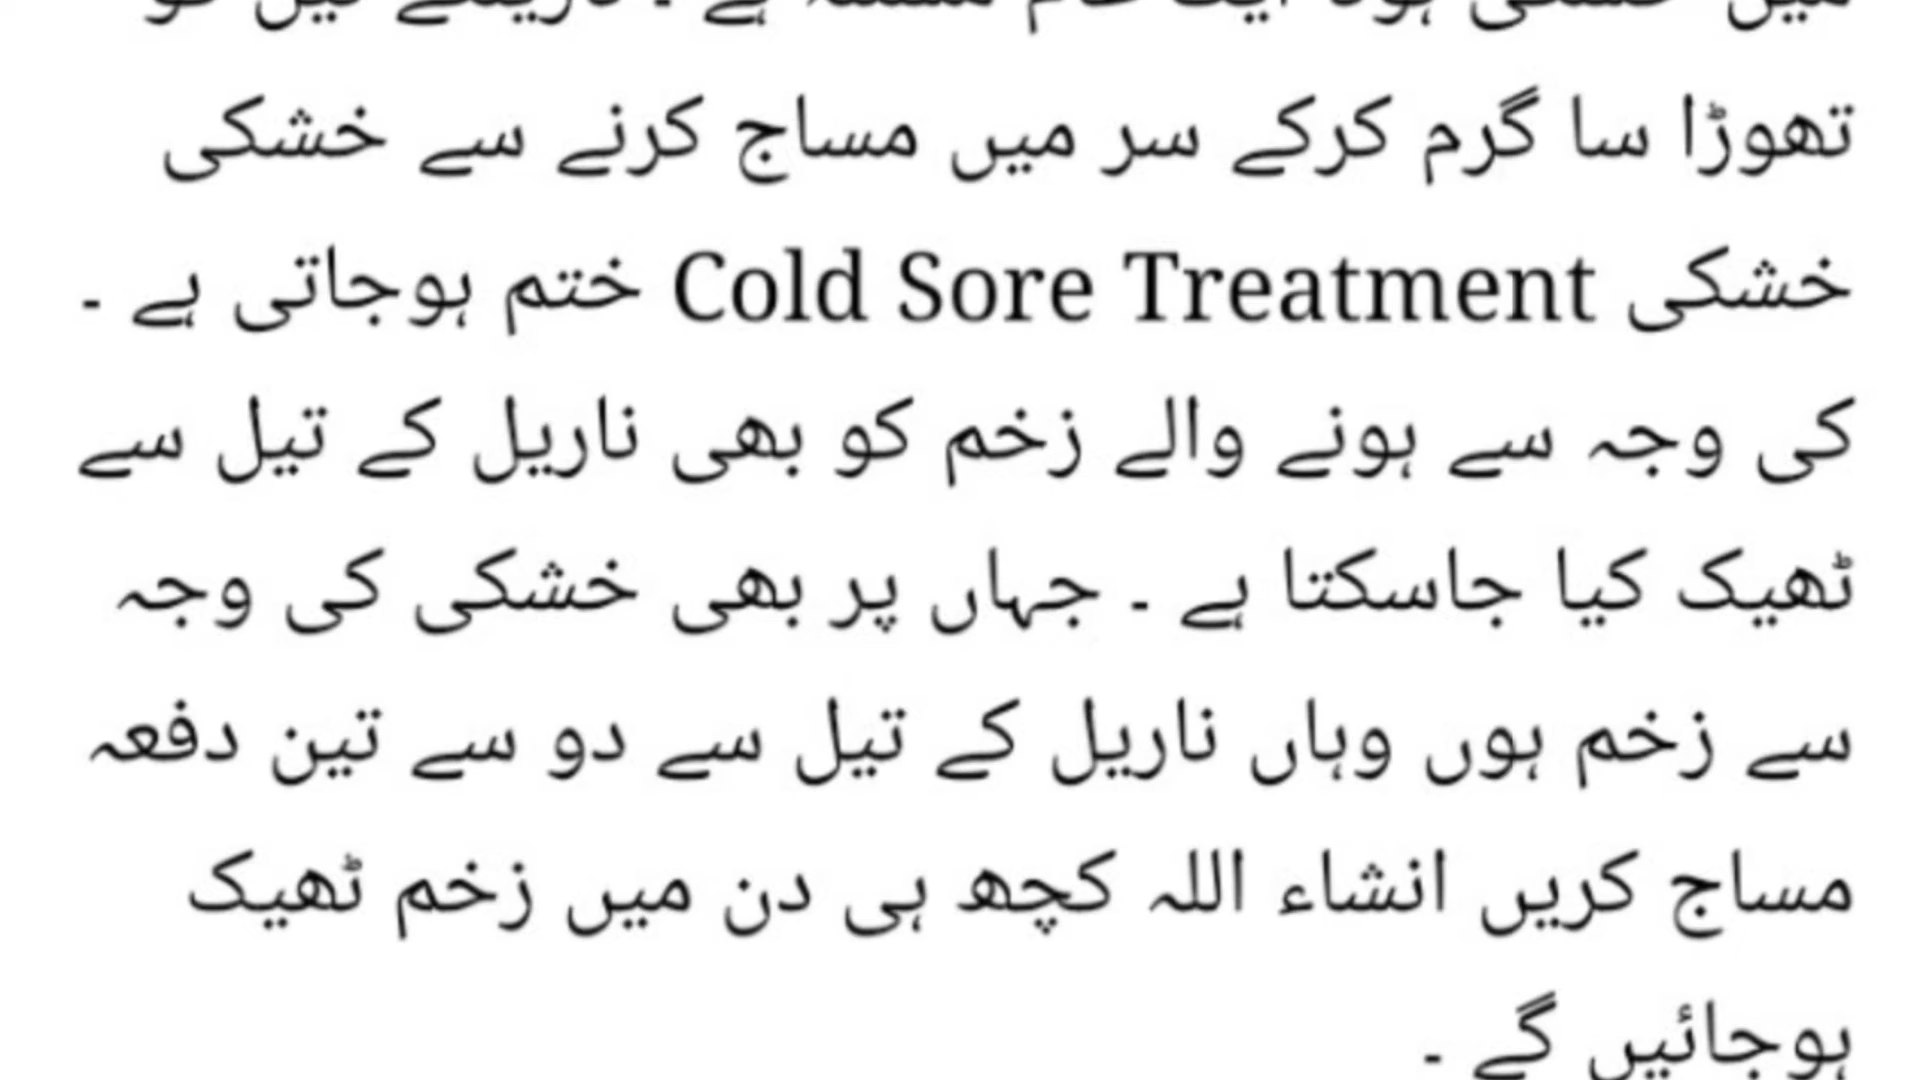 تھوڑا سا گرم کرکے سر میں مساج کرنے سے خشکی
خشکی Cold Sore Treatment ختم ہوجاتی ہے ۔
کی وجہ سے ہونے والے زخم کو بھی ناریل کے تیل سے
ٹھیک کیا جاسکتا ہے ۔ جہاں پر بھی خشکی کی وجہ
سے زخم ہوں وہاں ناریل کے تیل سے دو سے تین دفعہ
مساج کریں انشاء اللہ کچھ ہی دن میں زخم ٹھیک
ہوجائیں گے ۔